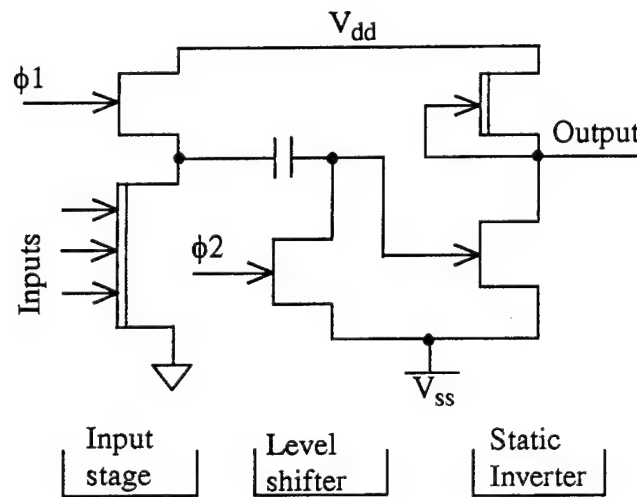 V_dd
ϕ1
Output
Inputs
ϕ2
V_ss
Input
stage
Level
shifter
Static
Inverter